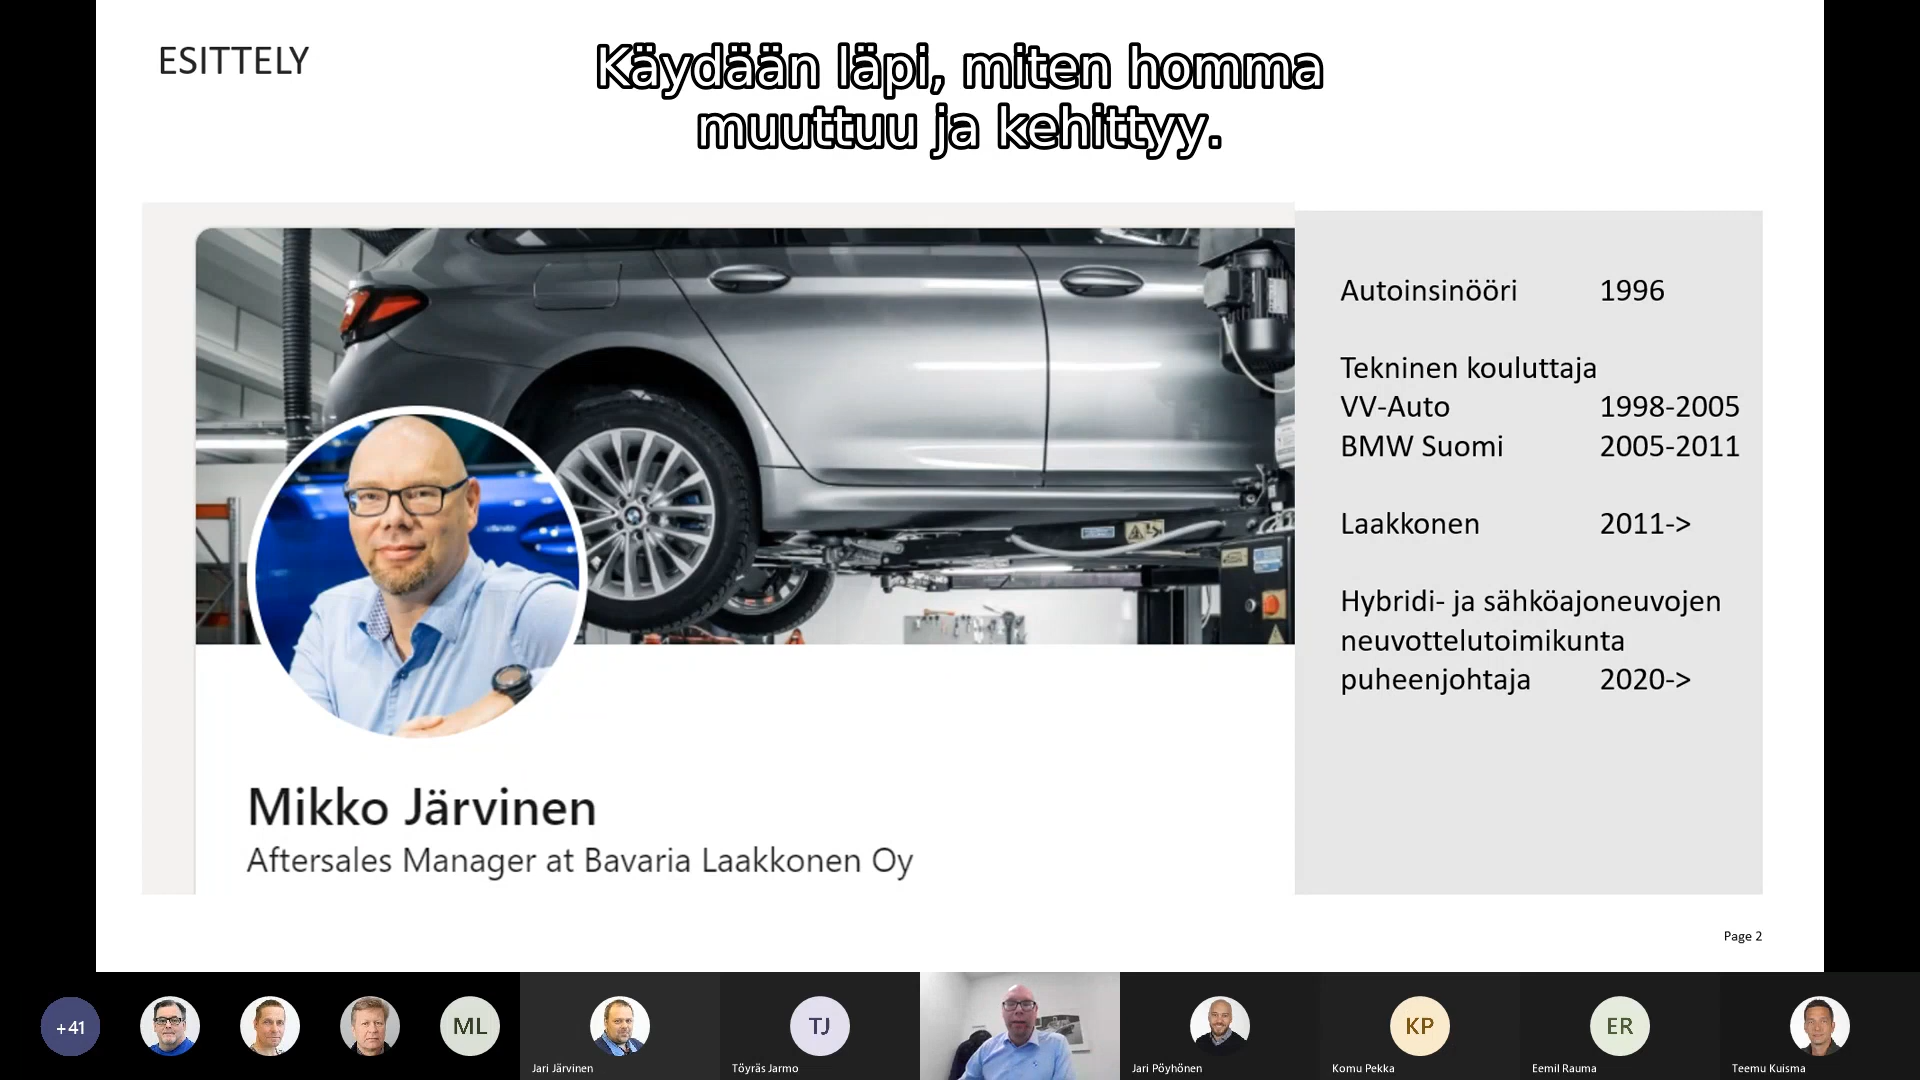 ESITTELY
Käydään läpi, miten homma
muuttuu ja kehittyy.
Autoinsinööri 1996
Tekninen kouluttaja
VV-Auto 1998-2005
BMW Suomi 2005-2011
Laakkonen 2011->
Hybridi- ja sähköajoneuvojen
neuvottelutoimikunta
puheenjohtaja 2020->
Mikko Järvinen
Aftersales Manager at Bavaria Laakkonen Oy
Page 2
+41
ML
Jari Järvinen
TJ
Töyräs Jarmo
Jari Pöyhönen
KP
Komu Pekka
ER
Eemil Rauma
Teemu Kuisma